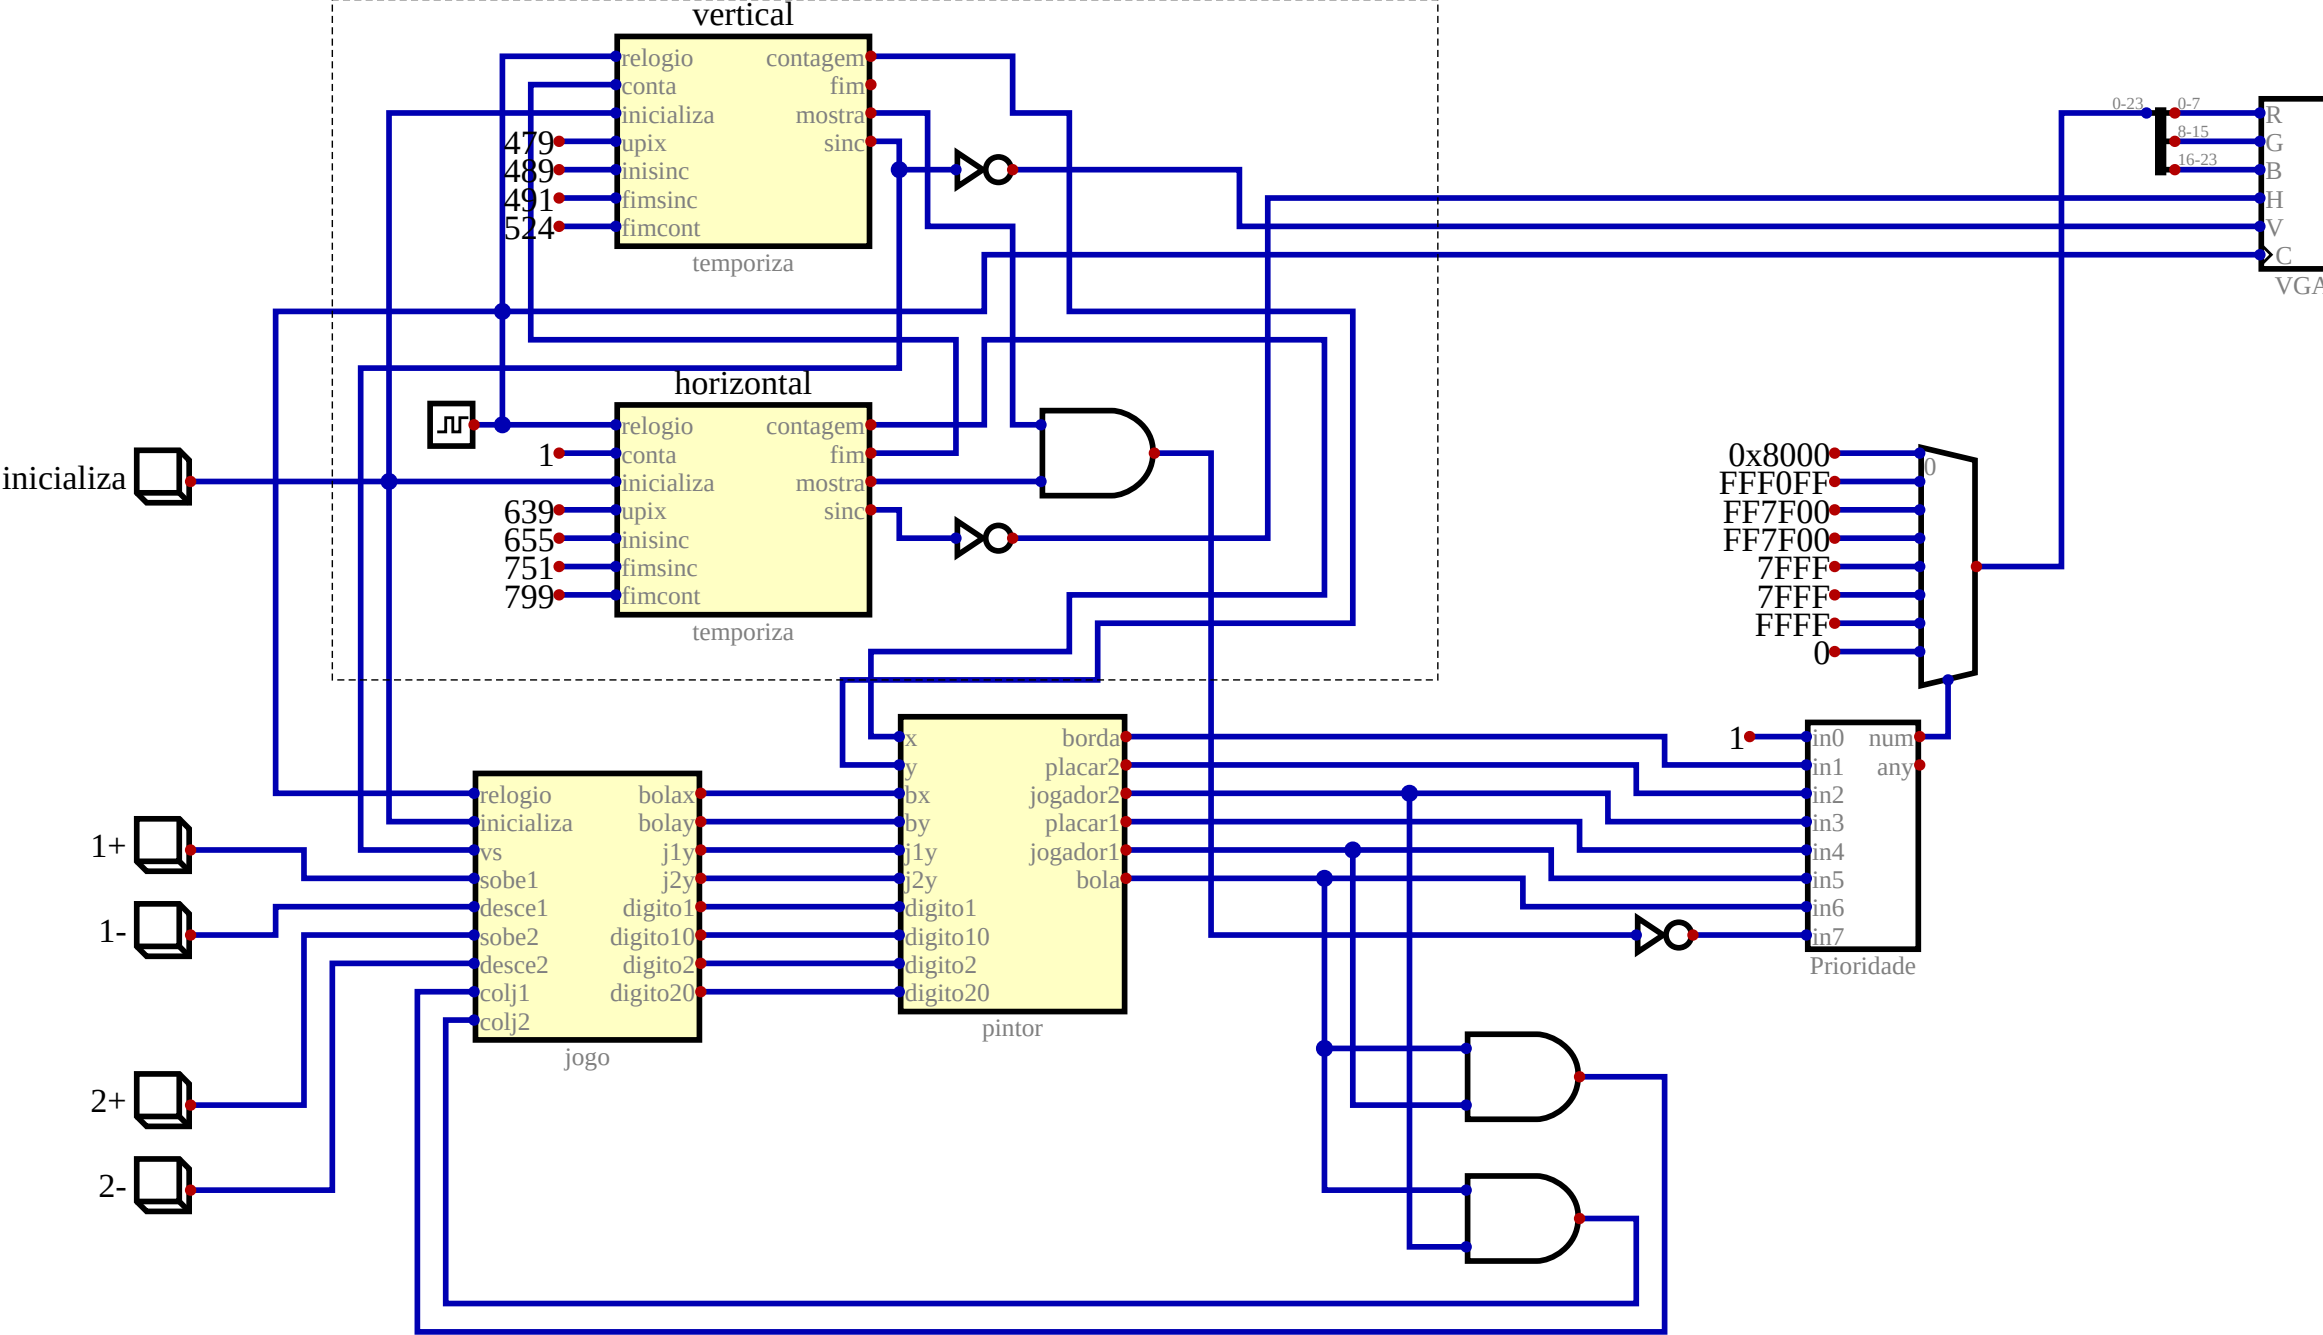 vertical
relogio contagem
conta fim
inicializa mostra
479 upix sinc
489 inisinc
491 fimsinc
524 fimcont
temporiza
0-23 0-7 R
8-15 G
16-23 B
H
V
C
VGA
horizontal
relogio contagem
1 conta fim
inicializa inicializa mostra
639 upix sinc
655 inisinc
751 fimsinc
799 fimcont
temporiza
0x8000 0
FFF0FF
FF7F00
FF7F00
7FFF
7FFF
FFFF
0
relogio bolax
inicializa bolay
1+ vs j1y
sobe1 j2y
1- desce1 digito1
sobe2 digito10
desce2 digito2
colj1 digito20
colj2
jogo
2+
2-
x borda
y placar2
bx jogador2
by placar1
j1y jogador1
j2y bola
digito1
digito10
digito2
digito20
pintor
1 in0 num
in1 any
in2
in3
in4
in5
in6
in7
Prioridade